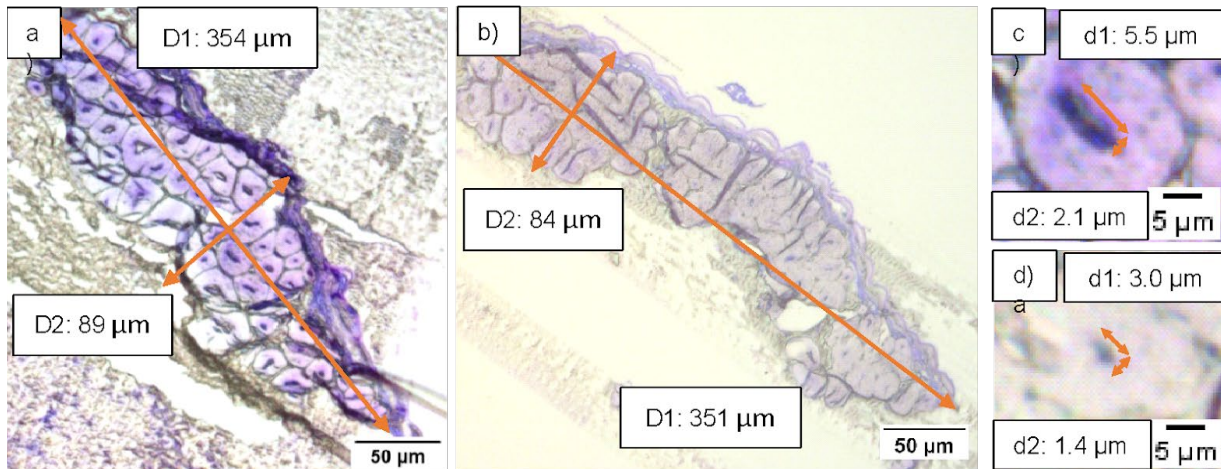 a
)
D1: 354 µm
D2: 89 µm
50 µm
b)
D2: 84 µm
D1: 351 µm
50 µm
c
)
d1: 5.5
µm
d2: 2.1 µm
5 µm
d)
a
d1: 3.0
µm
d2: 1.4 µm
5 µm